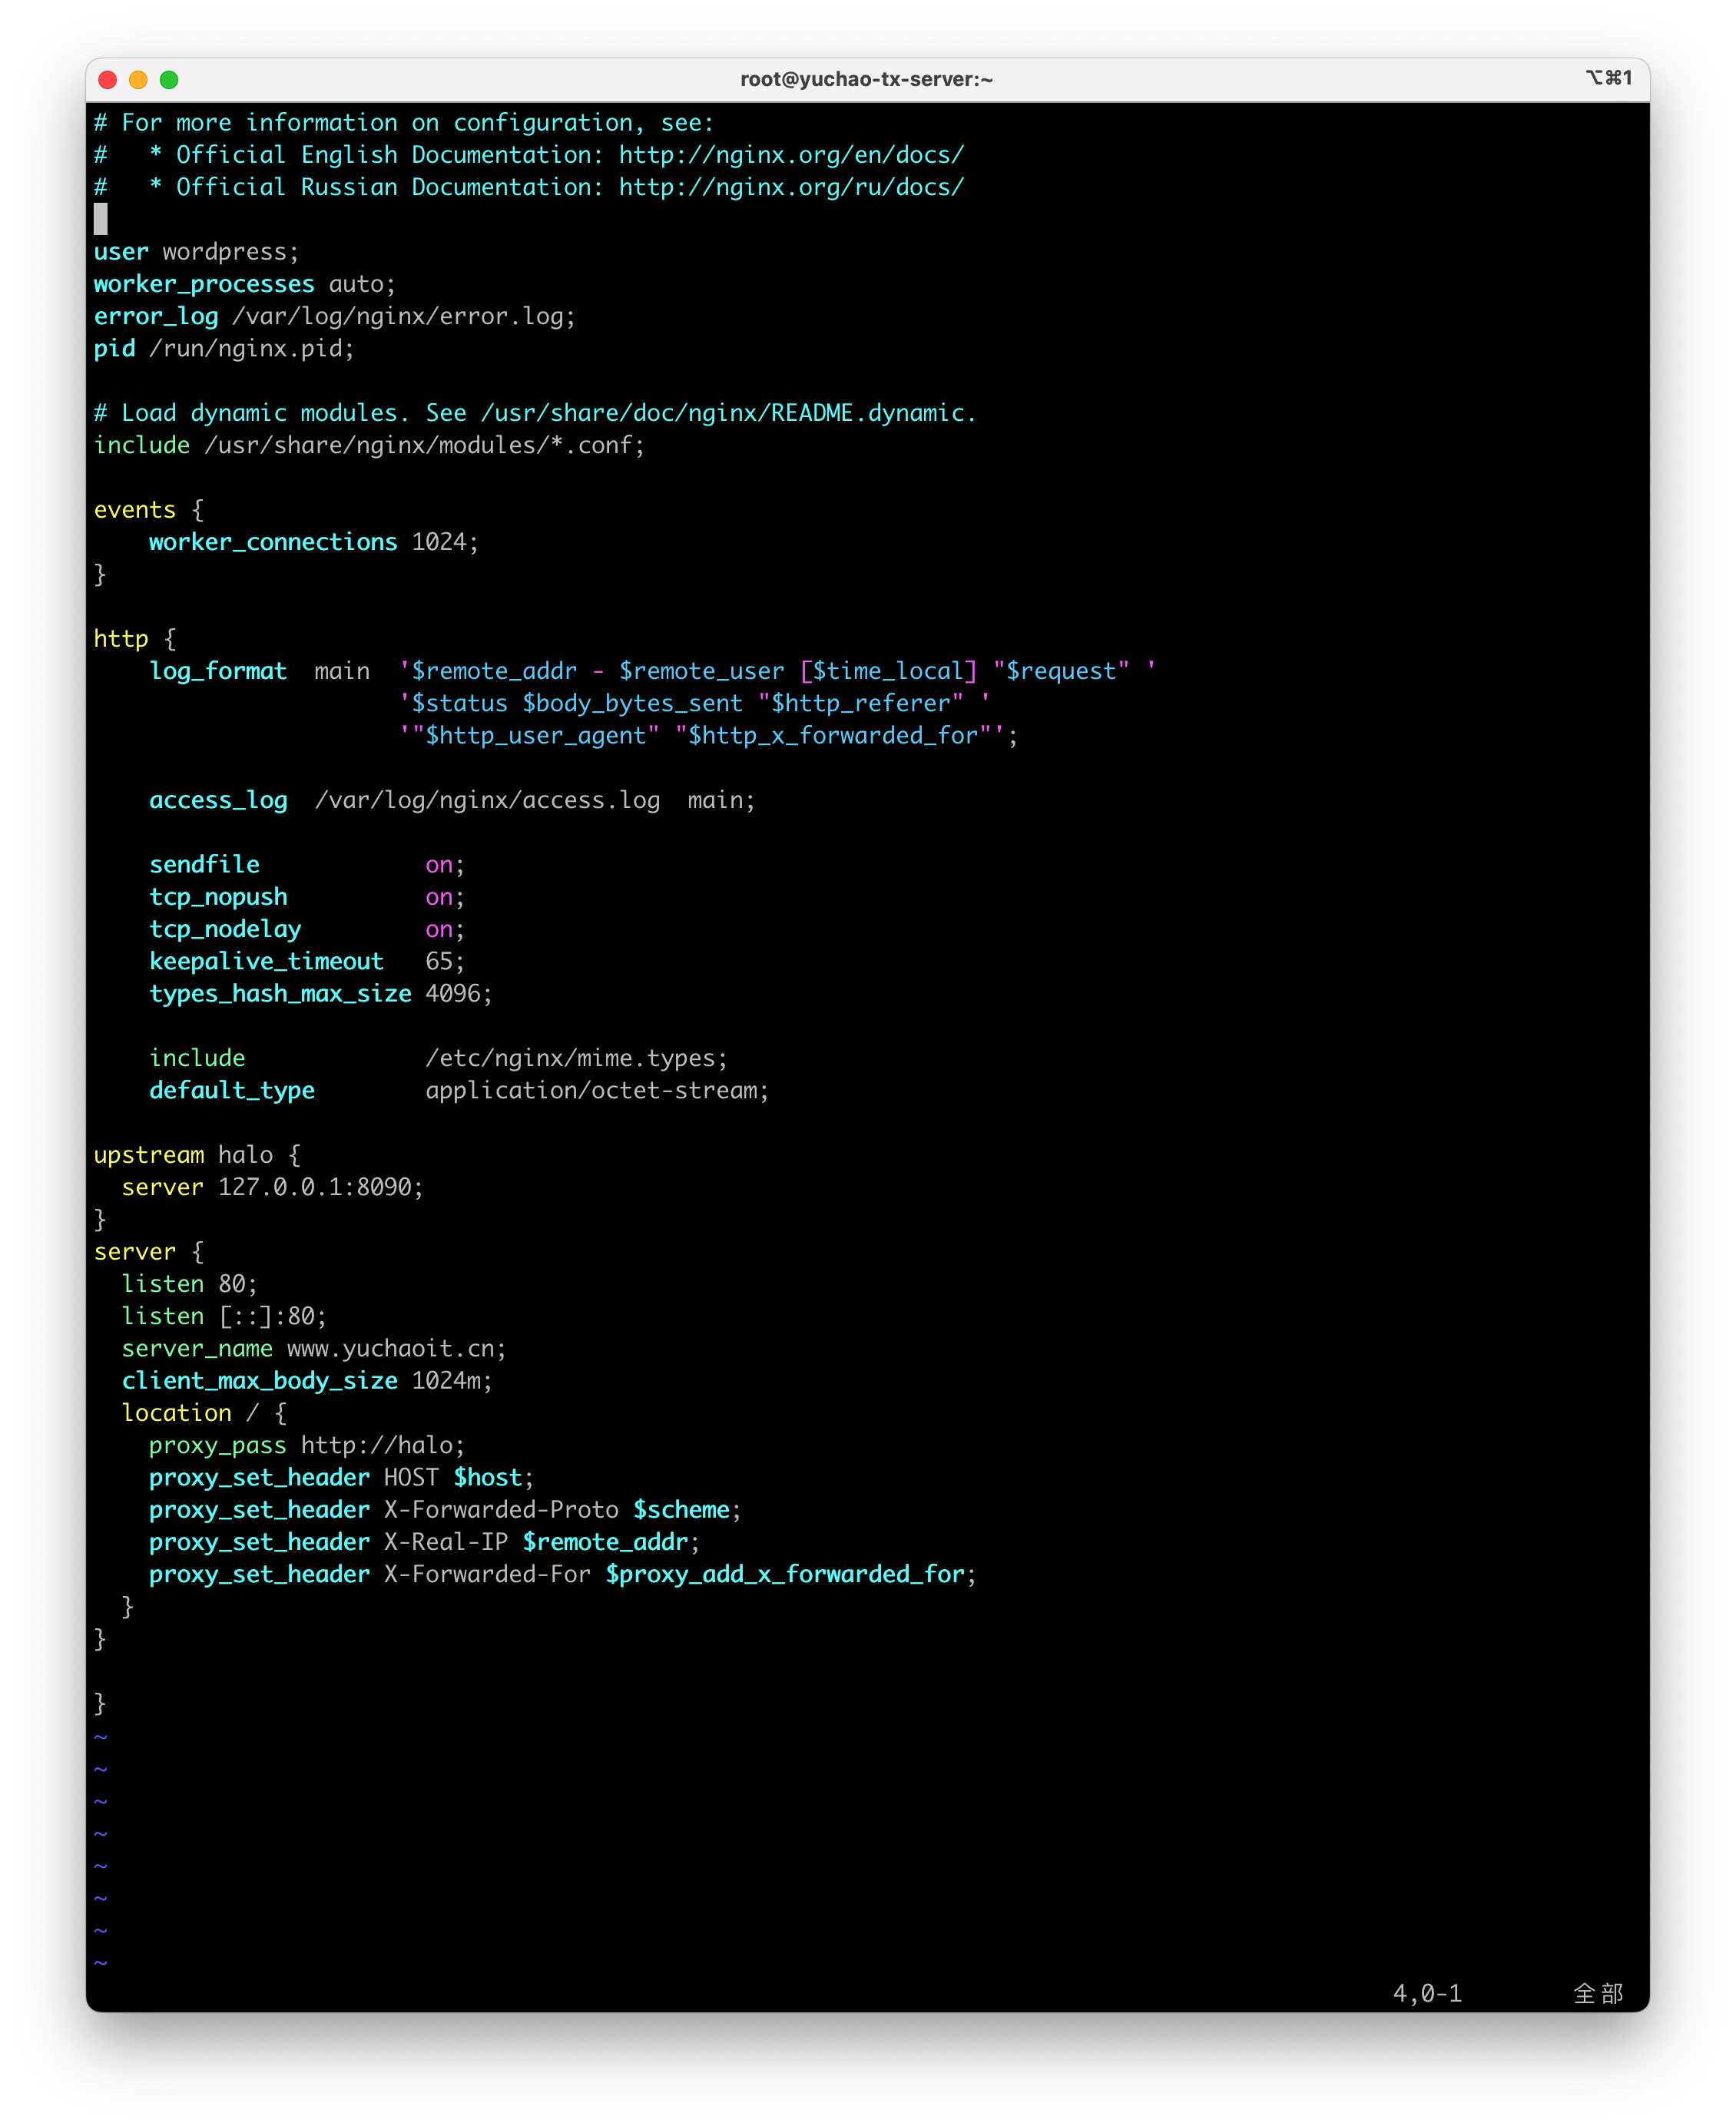 root@yuchao-tx-server:~
⌥⌘1
# For more information on configuration, see:
#   * Official English Documentation: http://nginx.org/en/docs/
#   * Official Russian Documentation: http://nginx.org/ru/docs/
user wordpress;
worker_processes auto;
error_log /var/log/nginx/error.log;
pid /run/nginx.pid;
# Load dynamic modules. See /usr/share/doc/nginx/README.dynamic.
include /usr/share/nginx/modules/*.conf;
events {
    worker_connections 1024;
}
http {
    log_format  main  '$remote_addr - $remote_user [$time_local] "$request" '
                      '$status $body_bytes_sent "$http_referer" '
                      '"$http_user_agent" "$http_x_forwarded_for"';
    access_log  /var/log/nginx/access.log  main;
    sendfile            on;
    tcp_nopush          on;
    tcp_nodelay         on;
    keepalive_timeout   65;
    types_hash_max_size 4096;
    include             /etc/nginx/mime.types;
    default_type        application/octet-stream;
upstream halo {
  server 127.0.0.1:8090;
}
server {
  listen 80;
  listen [::]:80;
  server_name www.yuchaoit.cn;
  client_max_body_size 1024m;
  location / {
    proxy_pass http://halo;
    proxy_set_header HOST $host;
    proxy_set_header X-Forwarded-Proto $scheme;
    proxy_set_header X-Real-IP $remote_addr;
    proxy_set_header X-Forwarded-For $proxy_add_x_forwarded_for;
  }
}
}
~
~
~
~
~
~
~
~
4,0-1         全部